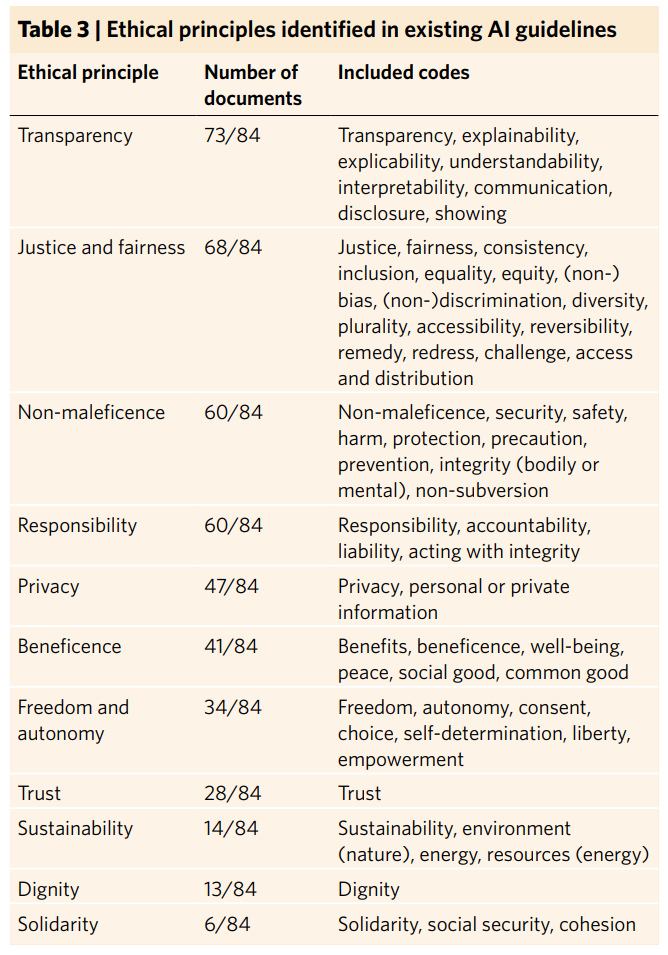 Table 3 | Ethical principles identified in existing AI guidelines
Ethical principle Number of documents Included codes
Transparency 73/84 Transparency, explainability,
explicability, understandability,
interpretability, communication,
disclosure, showing
Justice and fairness 68/84 Justice, fairness, consistency,
inclusion, equality, equity, (non-)
bias, (non-)discrimination, diversity,
plurality, accessibility, reversibility,
remedy, redress, challenge, access
and distribution
Non-maleficence 60/84 Non-maleficence, security, safety,
harm, protection, precaution,
prevention, integrity (bodily or
mental), non-subversion
Responsibility 60/84 Responsibility, accountability,
liability, acting with integrity
Privacy 47/84 Privacy, personal or private
information
Beneficence 41/84 Benefits, beneficence, well-being,
peace, social good, common good
Freedom and autonomy 34/84 Freedom, autonomy, consent,
choice, self-determination, liberty,
empowerment
Trust 28/84 Trust
Sustainability 14/84 Sustainability, environment
(nature), energy, resources (energy)
Dignity 13/84 Dignity
Solidarity 6/84 Solidarity, social security, cohesion